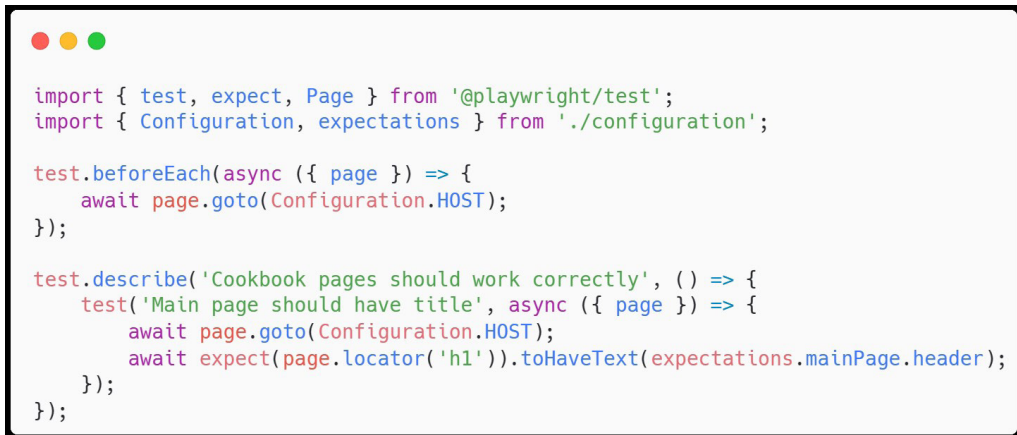 import { test, expect, Page } from '@playwright/test';
import { Configuration, expectations } from './configuration';
test.beforeEach(async ({ page }) => {
    await page.goto(Configuration.HOST);
});
test.describe('Cookbook pages should work correctly', () => {
    test('Main page should have title', async ({ page }) => {
        await page.goto(Configuration.HOST);
        await expect(page.locator('h1')).toHaveText(expectations.mainPage.header);
    });
});